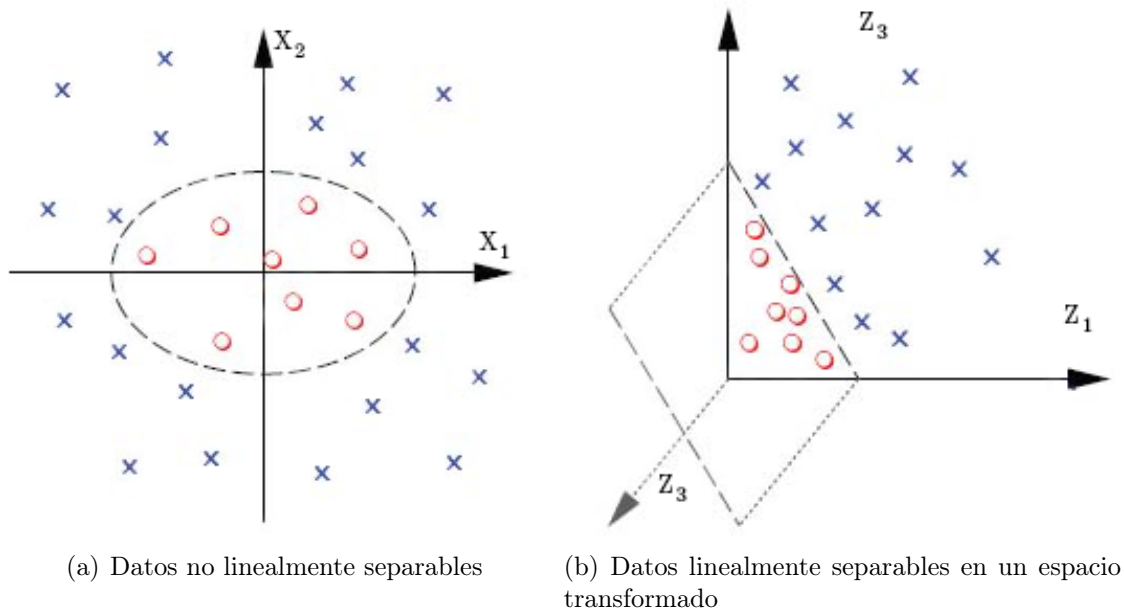 X₂
X₁
Z₃
Z₁
Z₃
(a) Datos no linealmente separables
(b) Datos linealmente separables en un espacio
transformado